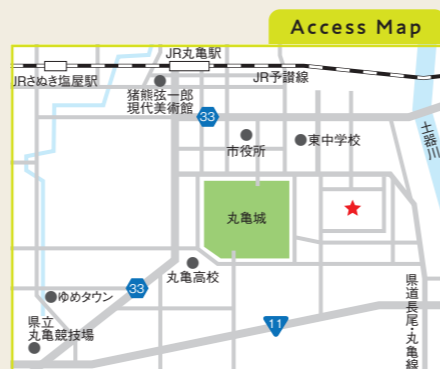 Access Map
JR丸亀駅
JRさぬき塩屋駅
JR予讃線
猪熊弦一郎
現代美術館
33
土器川
市役所
東中学校
丸亀城
丸亀高校
33
ゆめタウン
県道長尾・丸亀線
11
県立
丸亀競技場